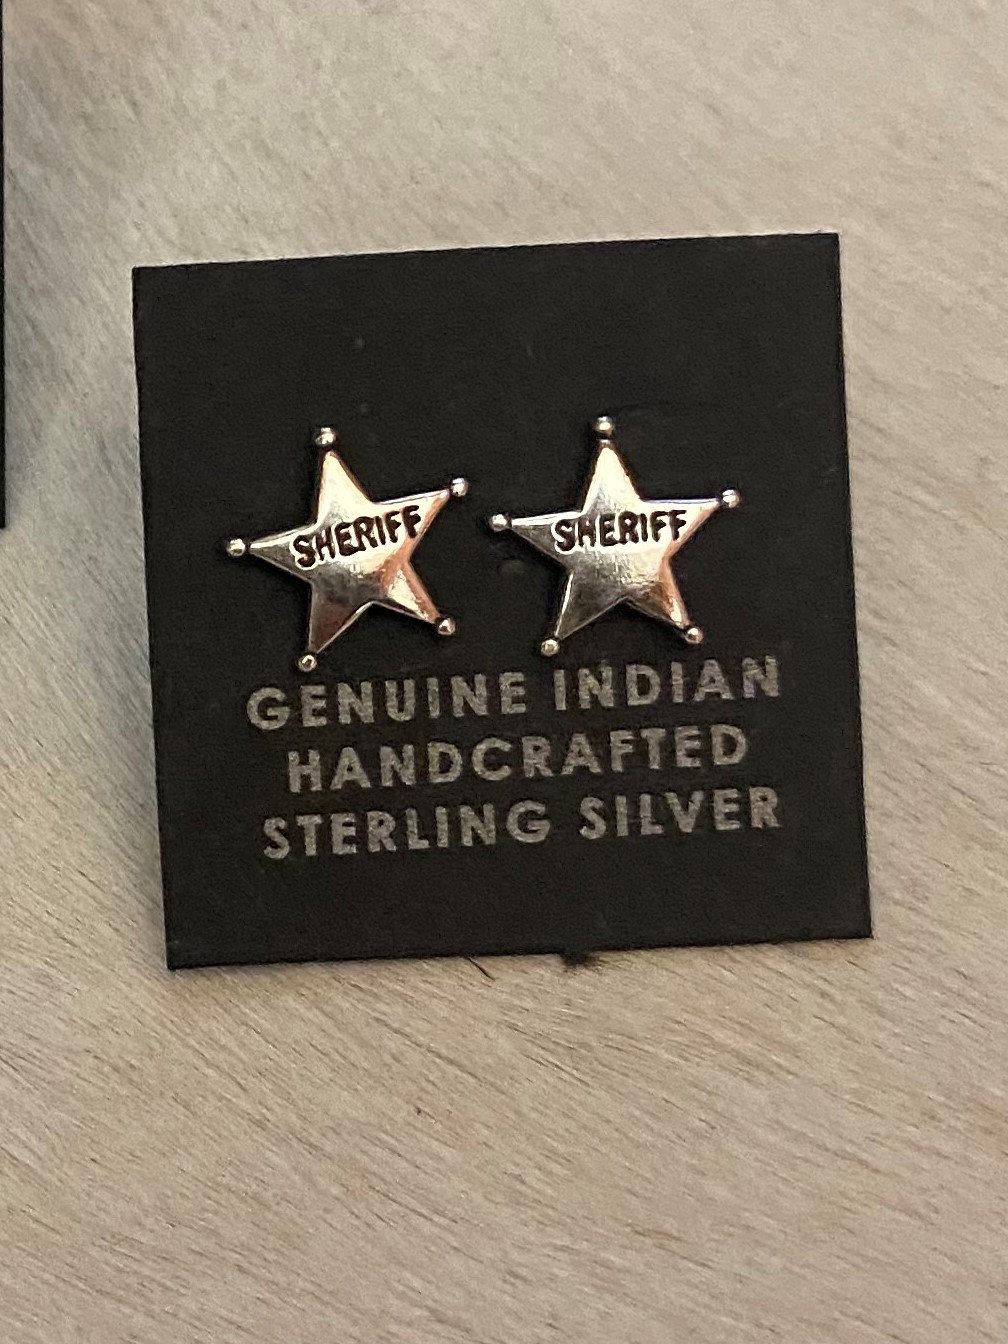 SHERIFF
SHERIFF
GENUINE INDIAN
HANDCRAFTED
STERLING SILVER